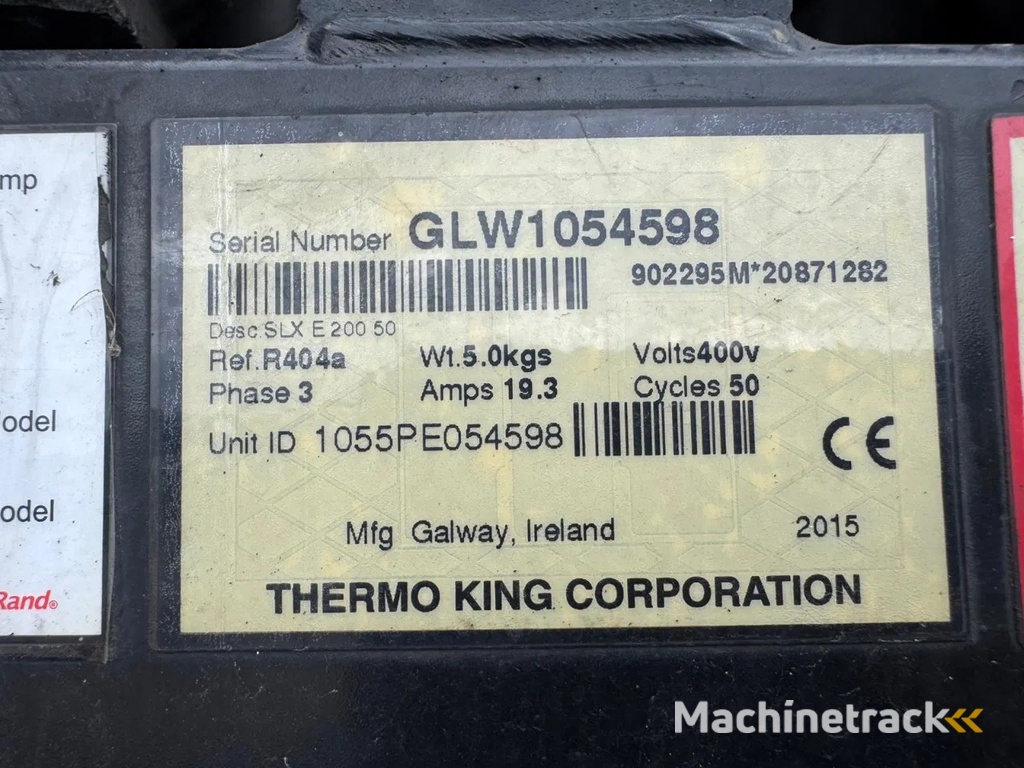 mp
odel
odel
Rand®
Serial Number GLW1054598
902295M*20871282
Desc.SLX E 200 50
Ref.R404a Wt.5.0kgs Volts400v
Phase 3 Amps 19.3 Cycles 50
Unit ID 1055PE054598
CE
Mfg Galway, Ireland 2015
THERMO KING CORPORATION
Machinetrack